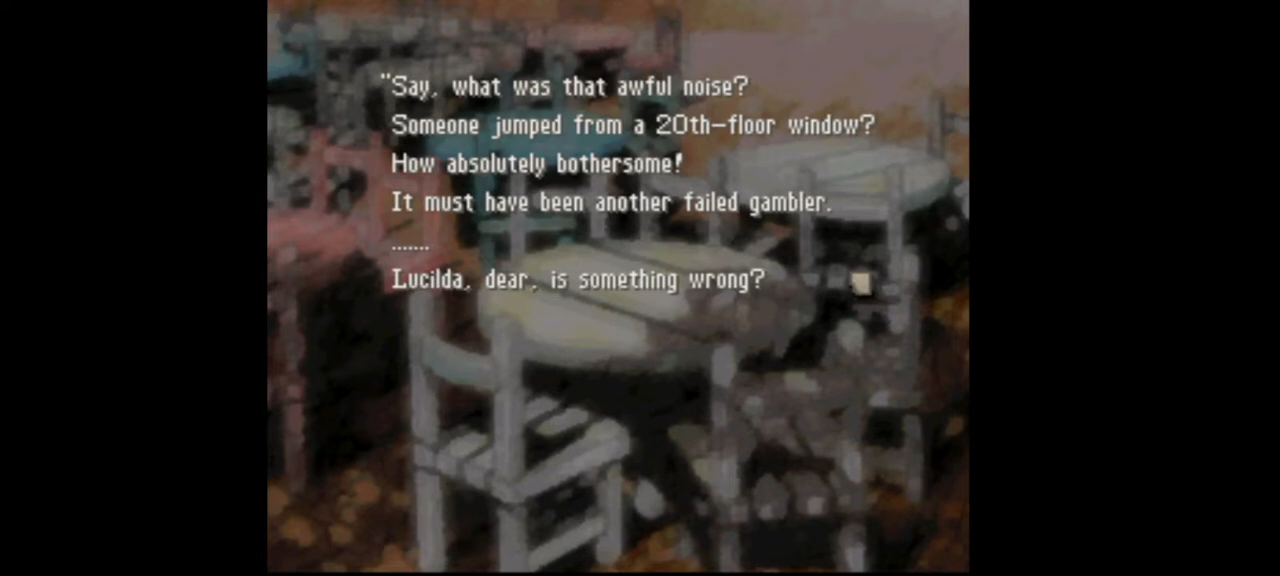 "Say, what was that awful noise?
Someone jumped from a 20th-floor window?
How absolutely bothersome!
It must have been another failed gambler.
.......
Lucilda, dear, is something wrong?